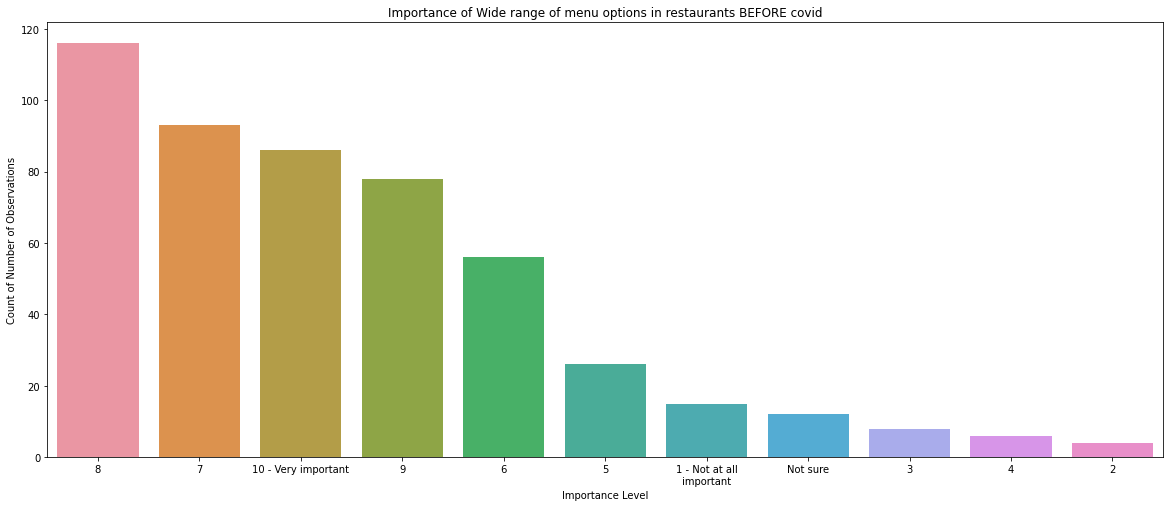 Importance of Wide range of menu options in restaurants BEFORE covid
120
100
80
60
40
20
0
Count of Number of Observations
8
7
10 - Very important
9
6
5
1 - Not at all
important
Not sure
3
4
2
Importance Level